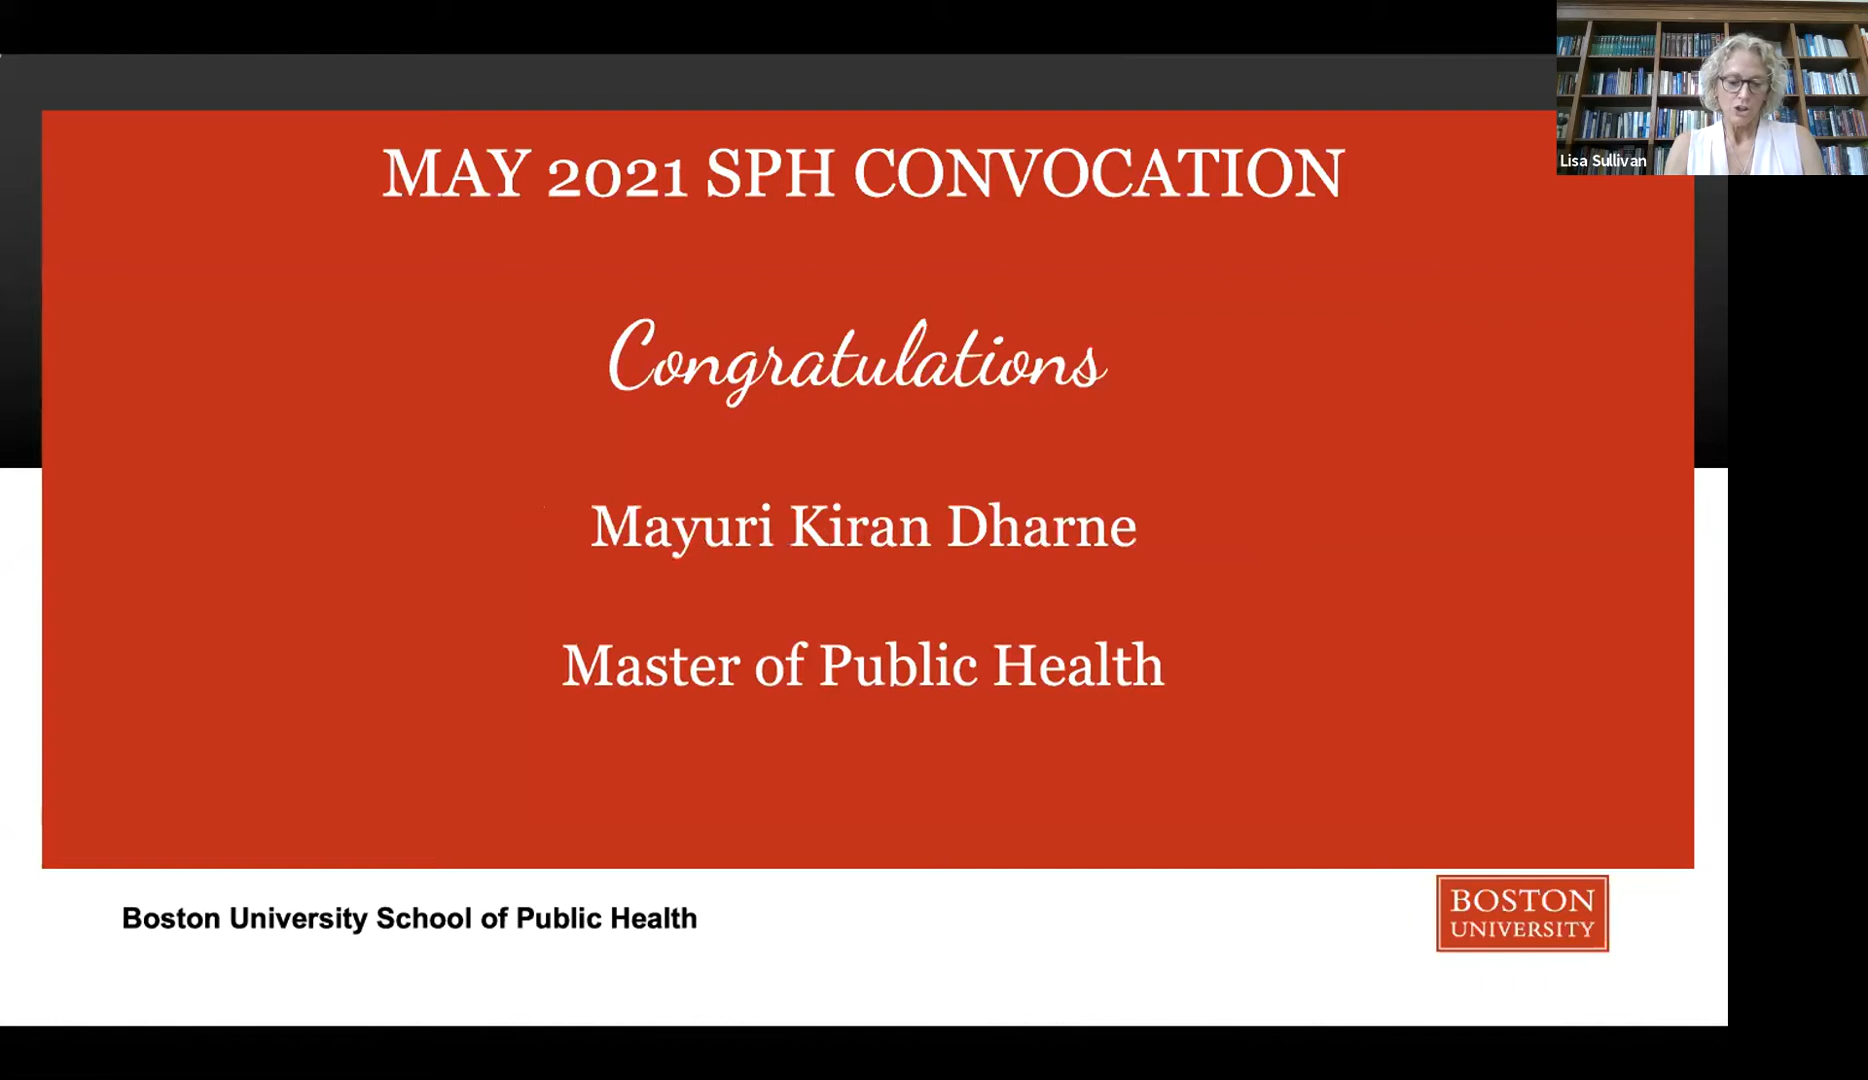 MAY 2021 SPH CONVOCATION
Lisa Sullivan
Congratulations
Mayuri Kiran Dharne
Master of Public Health
Boston University School of Public Health
BOSTON
UNIVERSITY